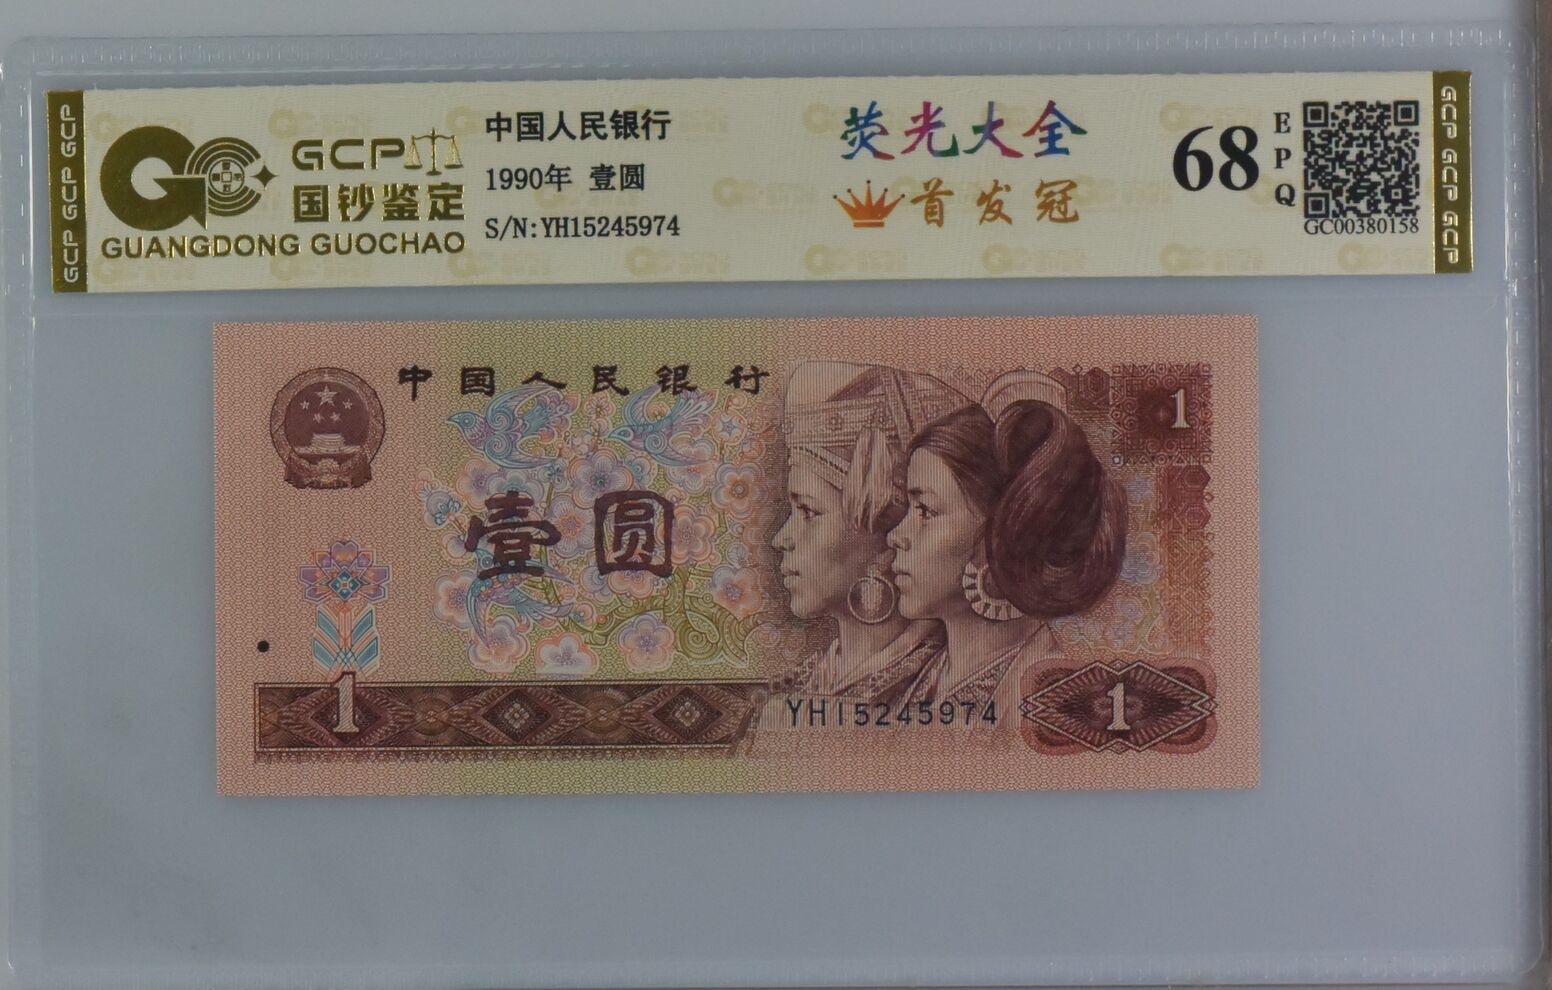 GCP GCP GCP
GCP
国钞鉴定
GUANGDONG GUOCHAO
中国人民银行
1990年 壹圆
S/N:YH15245974
荧光大全
首发冠
68
EPQ
GC00380158
GCP GCP GCP
中国人民银行
1
壹圆
1
YH15245974
1